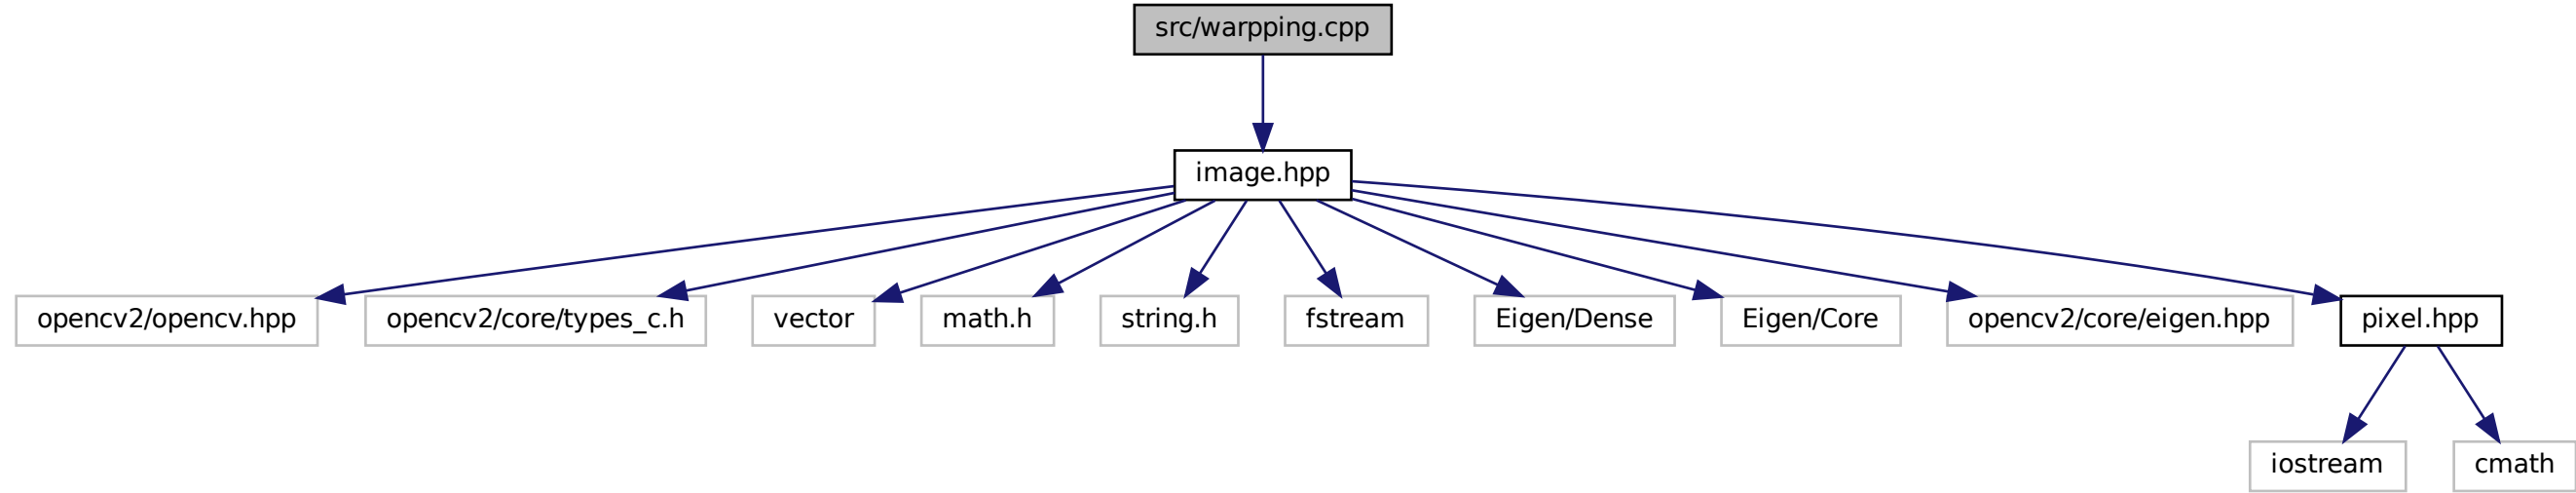 src/warpping.cpp
image.hpp
opencv2/opencv.hpp
opencv2/core/types_c.h
vector
math.h
string.h
fstream
Eigen/Dense
Eigen/Core
opencv2/core/eigen.hpp
pixel.hpp
iostream
cmath